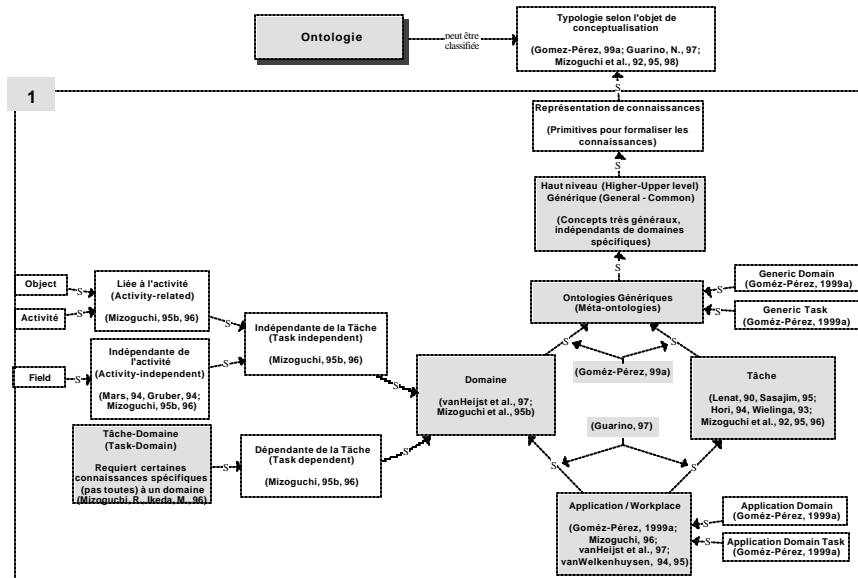 Ontologie
peut être
classifiée
Typologie selon l'objet de
conceptualisation
(Gomez-Pérez, 99a; Guarino, N., 97;
Mizoguchi et al., 92, 95, 98)
1
S
Représentation de connaissances
(Primitives pour formaliser les
connaissances)
S
Haut niveau (Higher-Upper level)
Générique (General - Common)
(Concepts très généraux,
indépendants de domaines
spécifiques)
S
Ontologies Génériques
(Méta-ontologies)
S
Generic Domain
(Goméz-Pérez, 1999a)
S
Generic Task
(Goméz-Pérez, 1999a)
Object
S
Activité
S
Liée à l'activité
(Activity-related)
(Mizoguchi, 95b, 96)
S
Field
S
Indépendante de
l'activité
(Activity-independent)
(Mars, 94, Gruber, 94;
Mizoguchi, 95b, 96)
S
Indépendante de la Täche
(Task independent)
(Mizoguchi, 95b, 96)
S
Domaine
(vanHeijst et al., 97;
Mizoguchi et al., 95b)
S
S
(Goméz-Pérez, 99a)
Tâche
(Lenat, 90, Sasajim, 95;
Hori, 94, Wielinga, 93;
Mizoguchi et al., 92, 95, 96)
Tâche-Domaine
(Task-Domain)
Requiert certaines
connaissances spécifiques
(pas toutes) à un domaine
(Mizoguchi, R., Ikeda, M., 96)
S
Dépendante de la Täche
(Task dependent)
(Mizoguchi, 95b, 96)
S
(Guarino, 97)
S
S
Application / Workplace
(Goméz-Pérez, 1999a;
Mizoguchi, 96;
vanHeijst et al., 97;
vanWelkenhuysen, 94, 95)
S
Application Domain
(Goméz-Pérez, 1999a)
S
Application Domain Task
(Goméz-Pérez, 1999a)